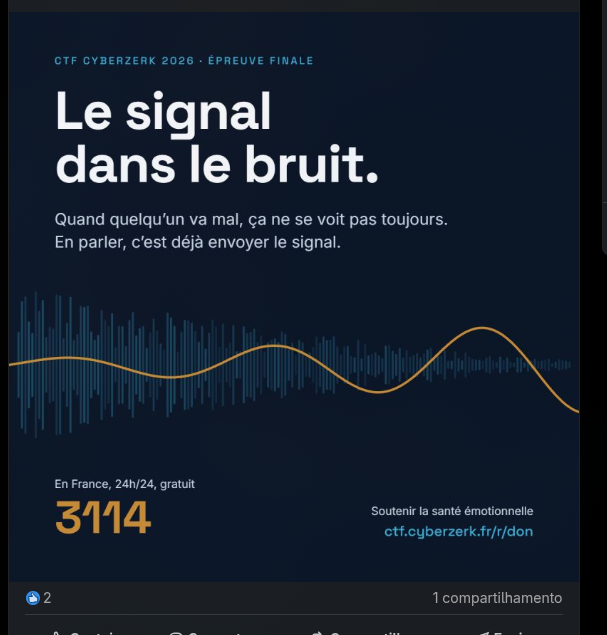 CTF CYBERZERK 2026 · ÉPREUVE FINALE
Le signal
dans le bruit.
Quand quelqu'un va mal, ça ne se voit pas toujours.
En parler, c'est déjà envoyer le signal.
En France, 24h/24, gratuit
3114
Soutenir la santé émotionnelle
ctf.cyberzerk.fr/r/don
2
1 compartilhamento